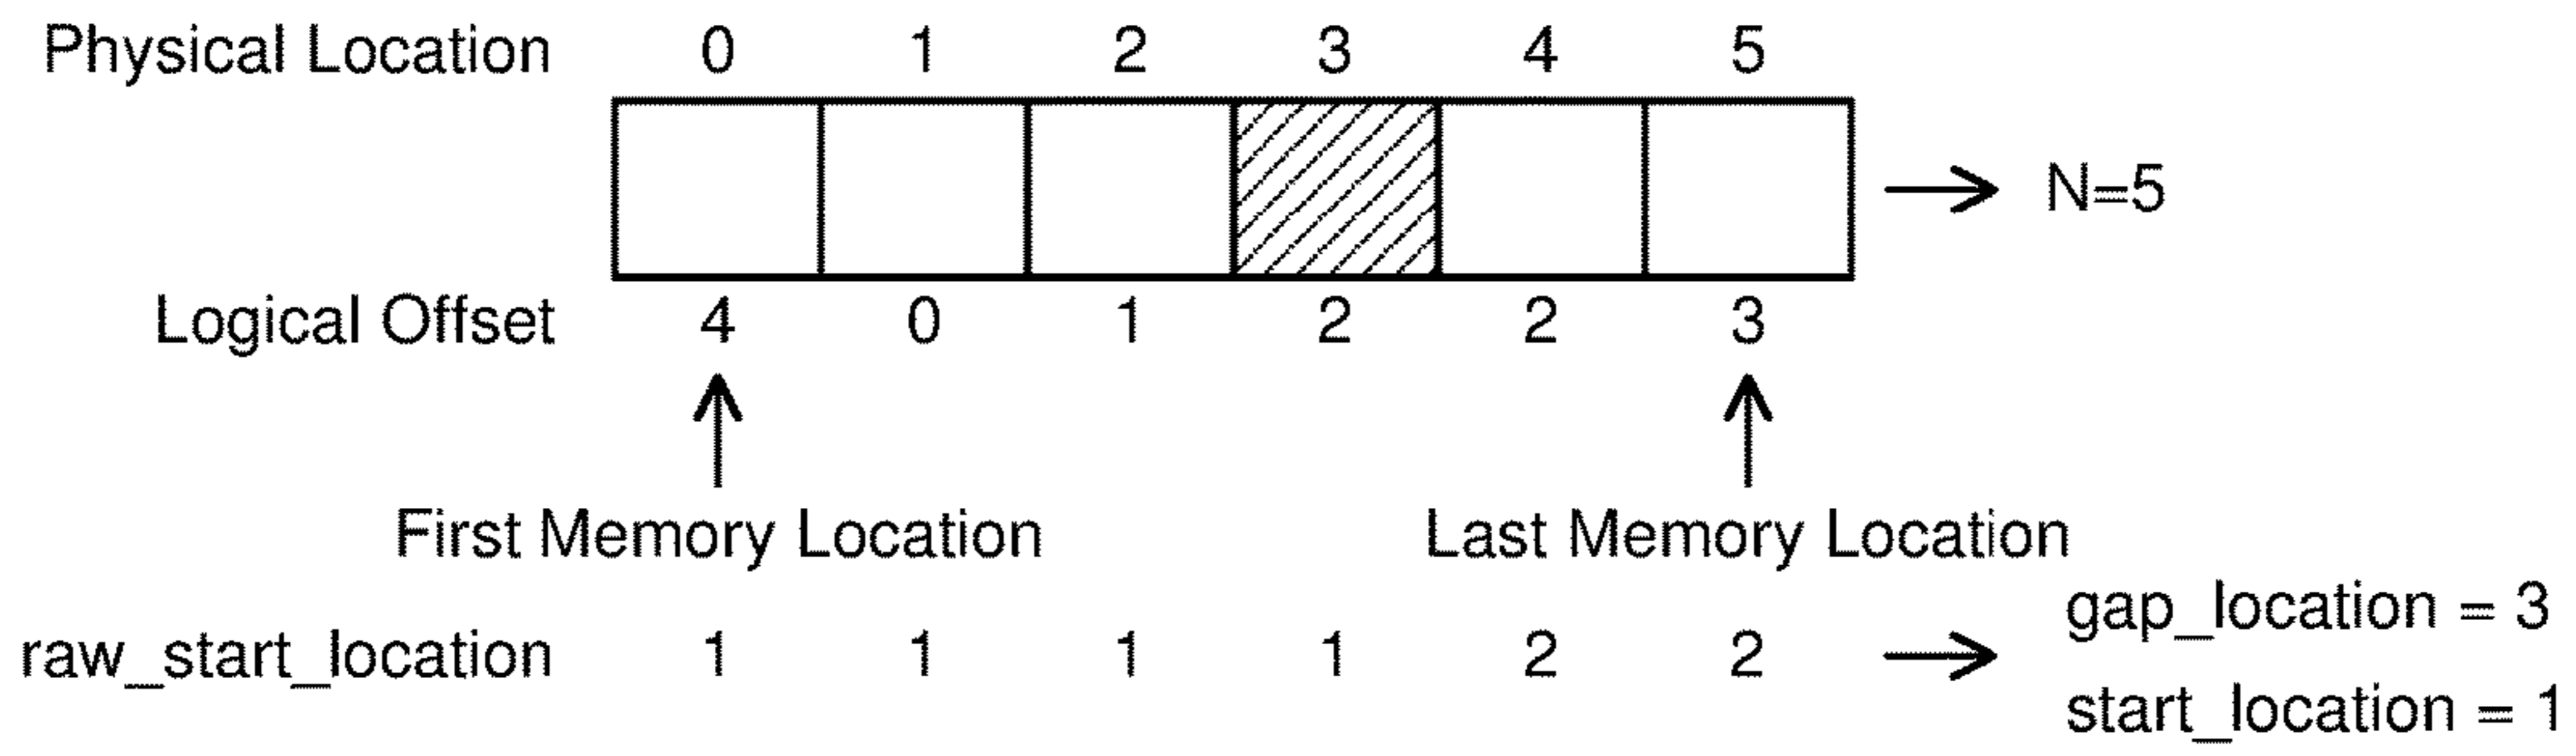 Physical Location 0 1 2 3 4 5
N=5
Logical Offset 4 0 1 2 2 3
First Memory Location Last Memory Location
gap_location = 3
raw_start_location 1 1 1 1 2 2
start_location = 1